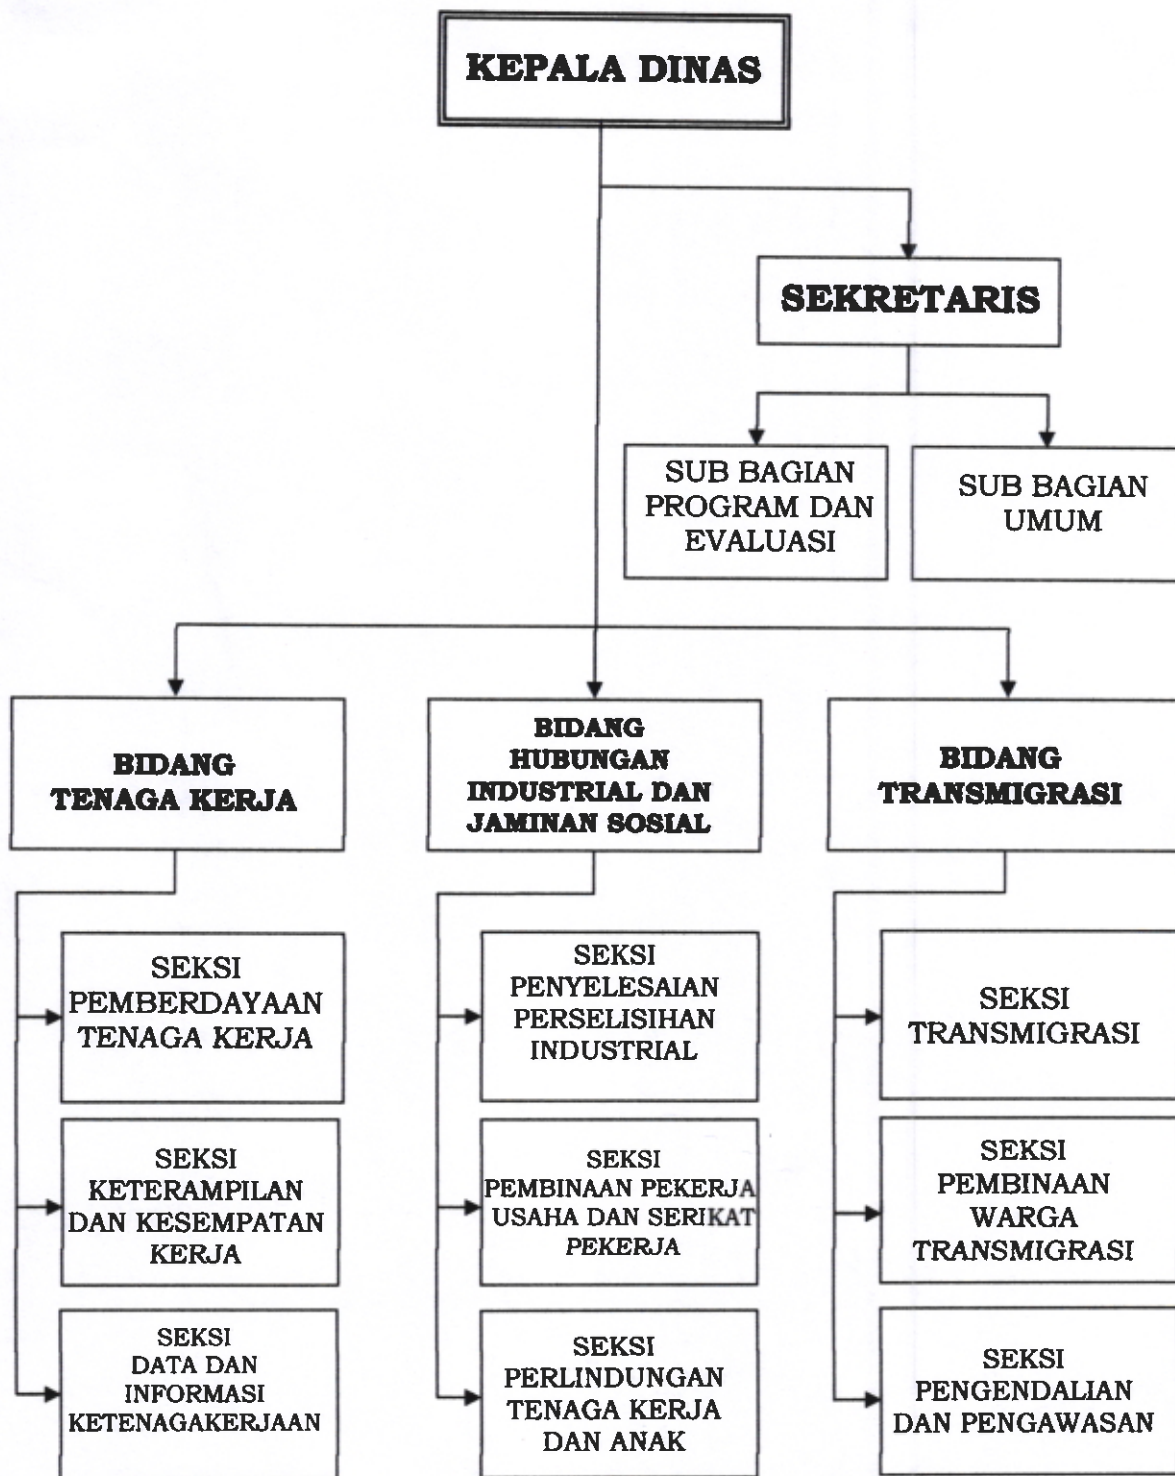 KEPALA DINAS
SEKRETARIS
SUB BAGIAN
PROGRAM DAN
EVALUASI
SUB BAGIAN
UMUM
BIDANG
TENAGA KERJA
BIDANG
HUBUNGAN
INDUSTRIAL DAN
JAMINAN SOSIAL
BIDANG
TRANSMIGRASI
SEKSI
PEMBERDAYAAN
TENAGA KERJA
SEKSI
KETERAMPILAN
DAN KESEMPATAN
KERJA
SEKSI
DATA DAN
INFORMASI
KETENAGAKERJAAN
SEKSI
PENYELESAIAN
PERSELISIHAN
INDUSTRIAL
SEKSI
PEMBINAAN PEKERJA
USAHA DAN SERIKAT
PEKERJA
SEKSI
PERLINDUNGAN
TENAGA KERJA
DAN ANAK
SEKSI
TRANSMIGRASI
SEKSI
PEMBINAAN
WARGA
TRANSMIGRASI
SEKSI
PENGENDALIAN
DAN PENGAWASAN